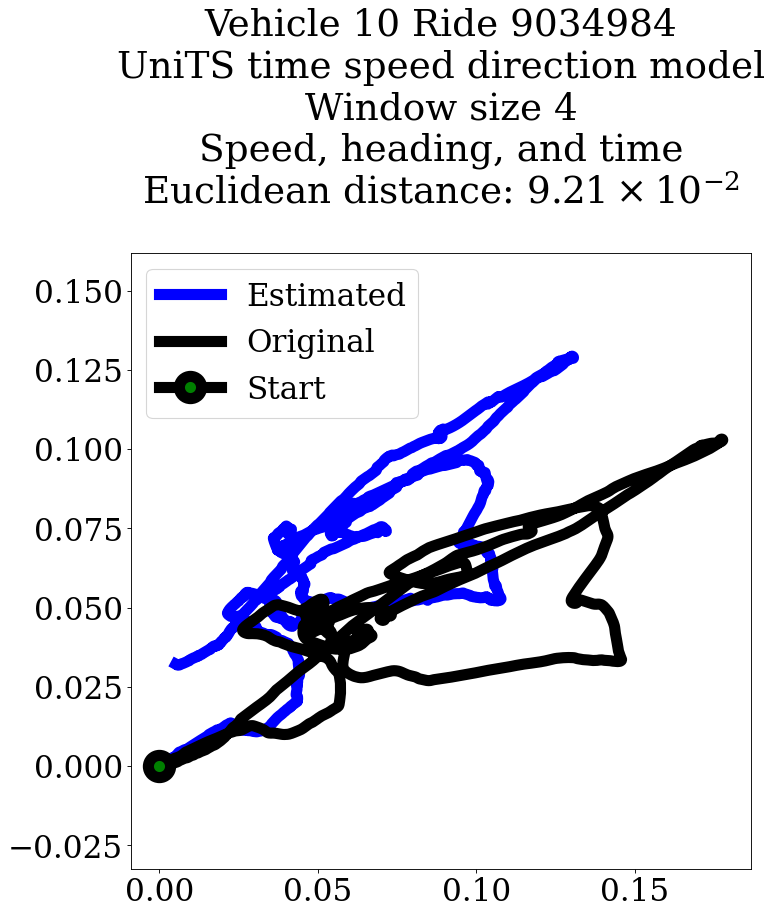 Vehicle 10 Ride 9034984
UniTS time speed direction model
Window size 4
Speed, heading, and time
Euclidean distance: 9.21 × 10⁻²
Estimated
Original
Start
0.150
0.125
0.100
0.075
0.050
0.025
0.000
−0.025
0.00 0.05 0.10 0.15